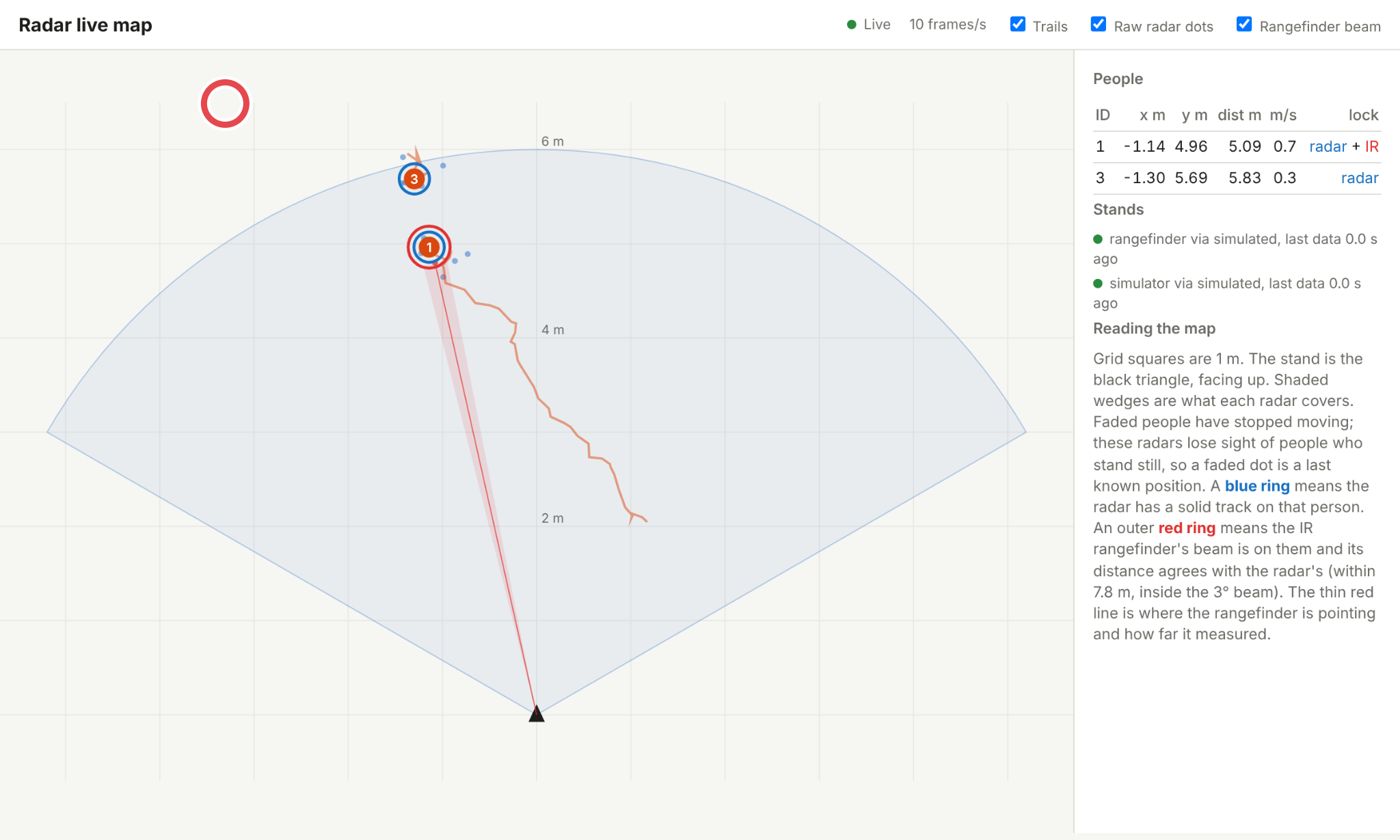 Radar live map
Live 10 frames/s Trails Raw radar dots Rangefinder beam
6 m
3
1
4 m
2 m
People
ID x m y m dist m m/s lock
1 -1.14 4.96 5.09 0.7 radar + IR
3 -1.30 5.69 5.83 0.3 radar
Stands
rangefinder via simulated, last data 0.0 s
ago
simulator via simulated, last data 0.0 s
ago
Reading the map
Grid squares are 1 m. The stand is the
black triangle, facing up. Shaded
wedges are what each radar covers.
Faded people have stopped moving;
these radars lose sight of people who
stand still, so a faded dot is a last
known position. A blue ring means the
radar has a solid track on that person.
An outer red ring means the IR
rangefinder's beam is on them and its
distance agrees with the radar's (within
7.8 m, inside the 3° beam). The thin red
line is where the rangefinder is pointing
and how far it measured.